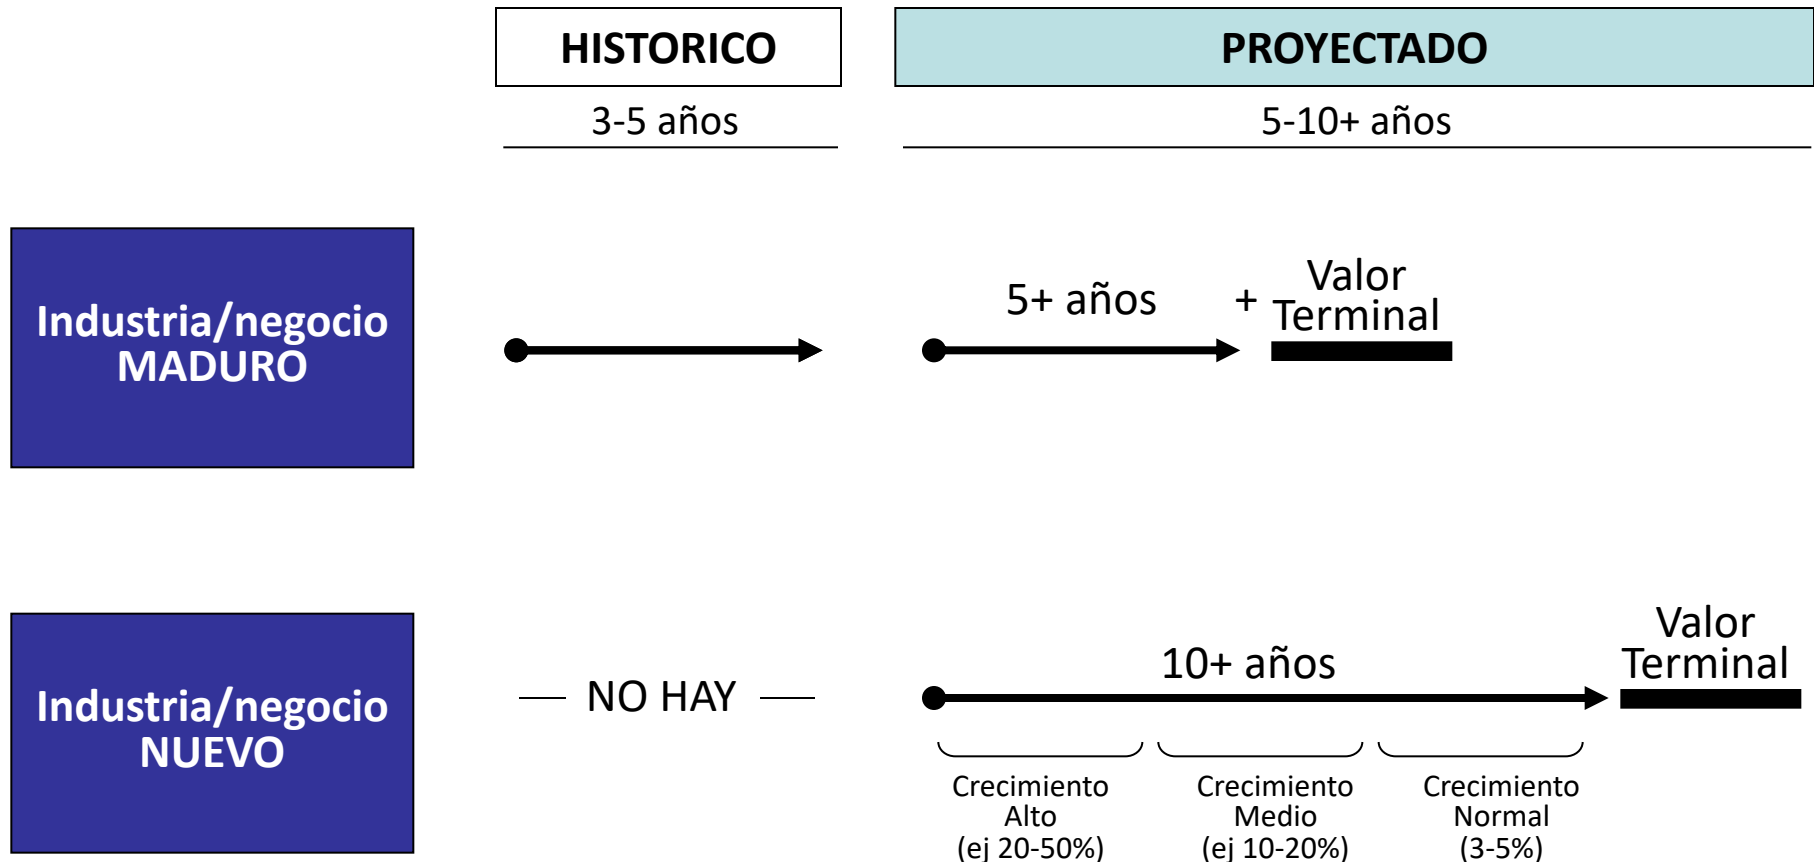 HISTORICO
PROYECTADO
3-5 años
5-10+ años
Industria/negocio
MADURO
5+ años
+
Valor
Terminal
Industria/negocio
NUEVO
NO HAY
10+ años
Valor
Terminal
Crecimiento
Alto
(ej 20-50%)
Crecimiento
Medio
(ej 10-20%)
Crecimiento
Normal
(3-5%)